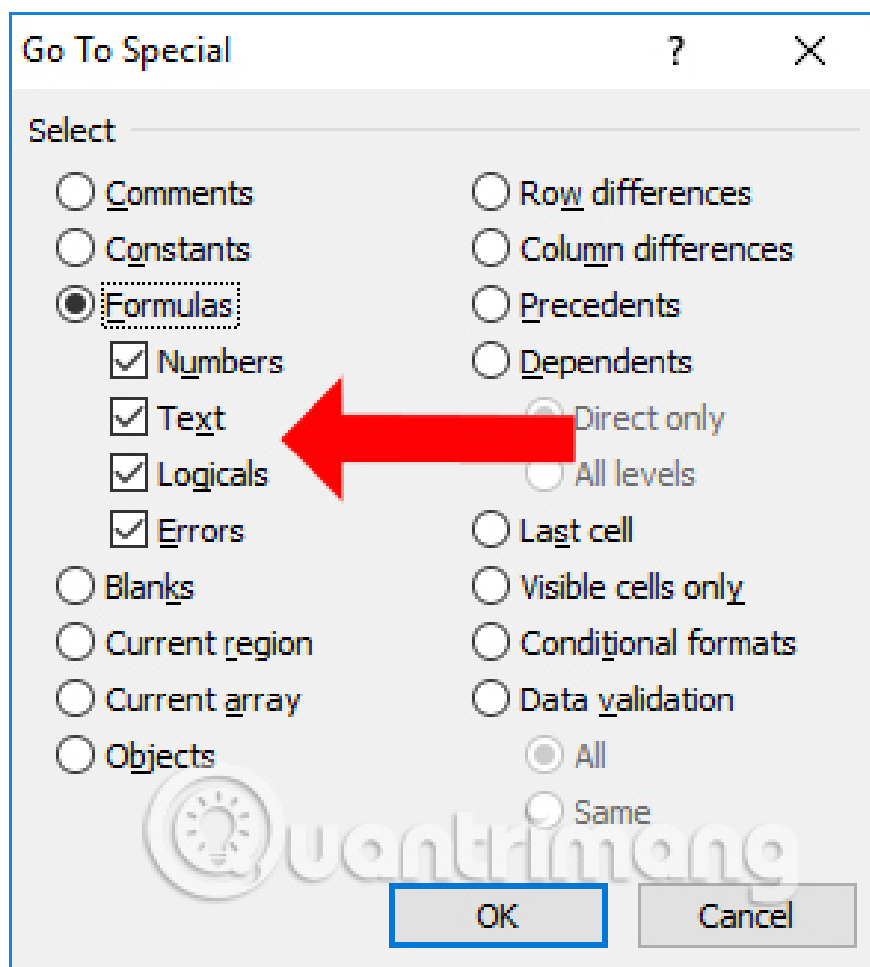 Go To Special
?
Select
Comments
Constants
Formulas
Numbers
Text
Logicals
Errors
Blanks
Current region
Current array
Objects
Row differences
Column differences
Precedents
Dependents
Direct only
All levels
Last cell
Visible cells only
Conditional formats
Data validation
All
Same
Quantrimang
OK
Cancel